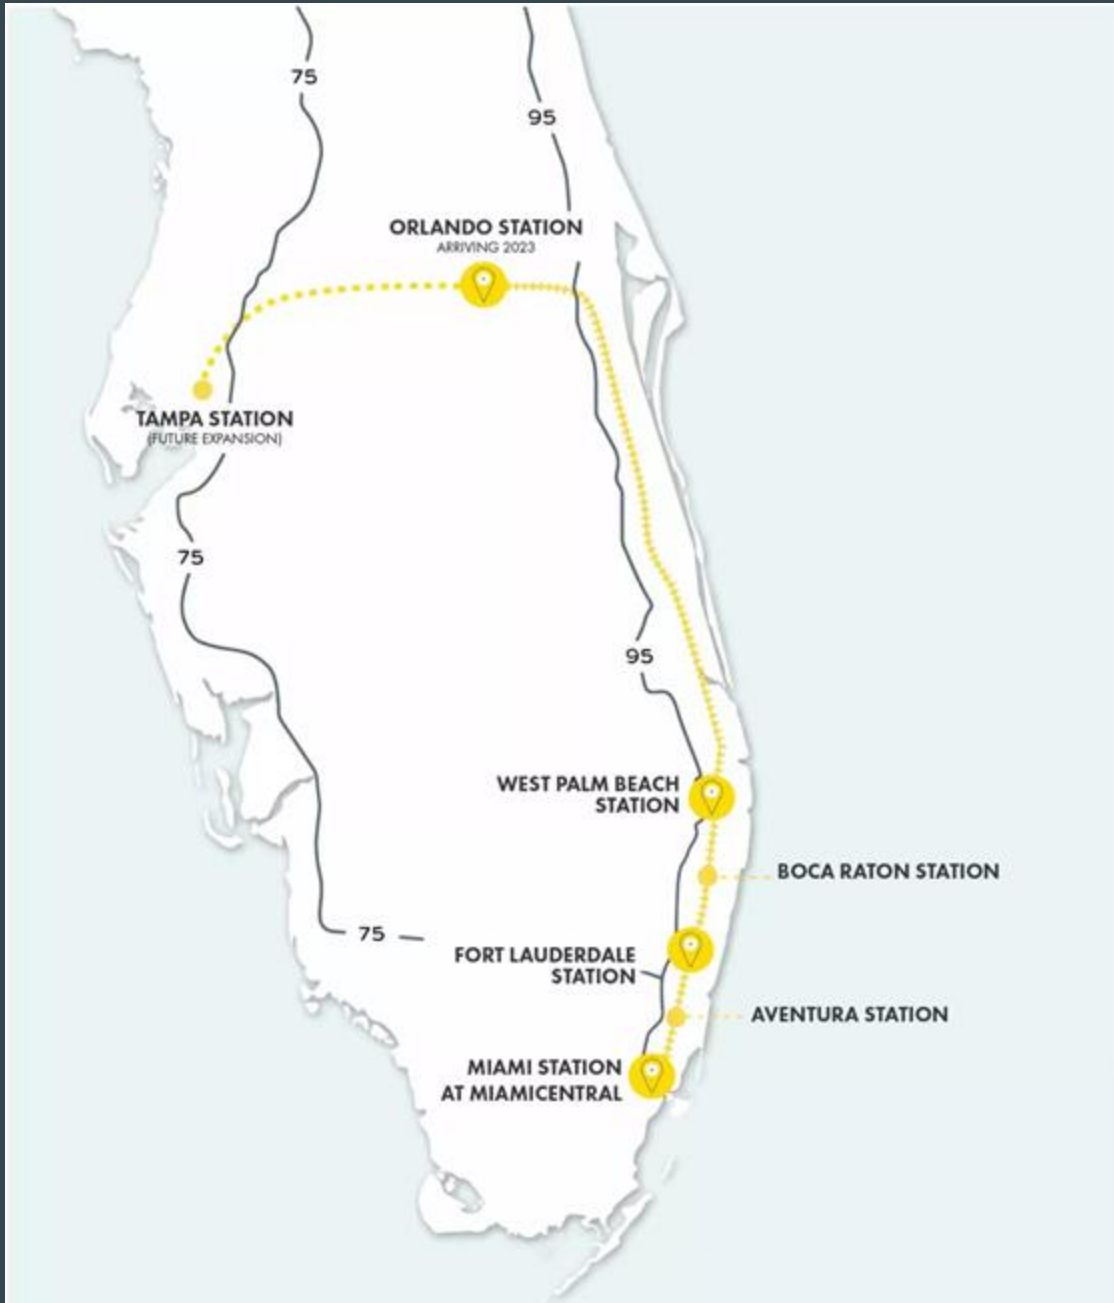 75
95
ORLANDO STATION
ARRIVING 2023
TAMPA STATION
(FUTURE EXPANSION)
75
95
WEST PALM BEACH
STATION
BOCA RATON STATION
75
FORT LAUDERDALE
STATION
AVENTURA STATION
MIAMI STATION
AT MIAMICENTRAL